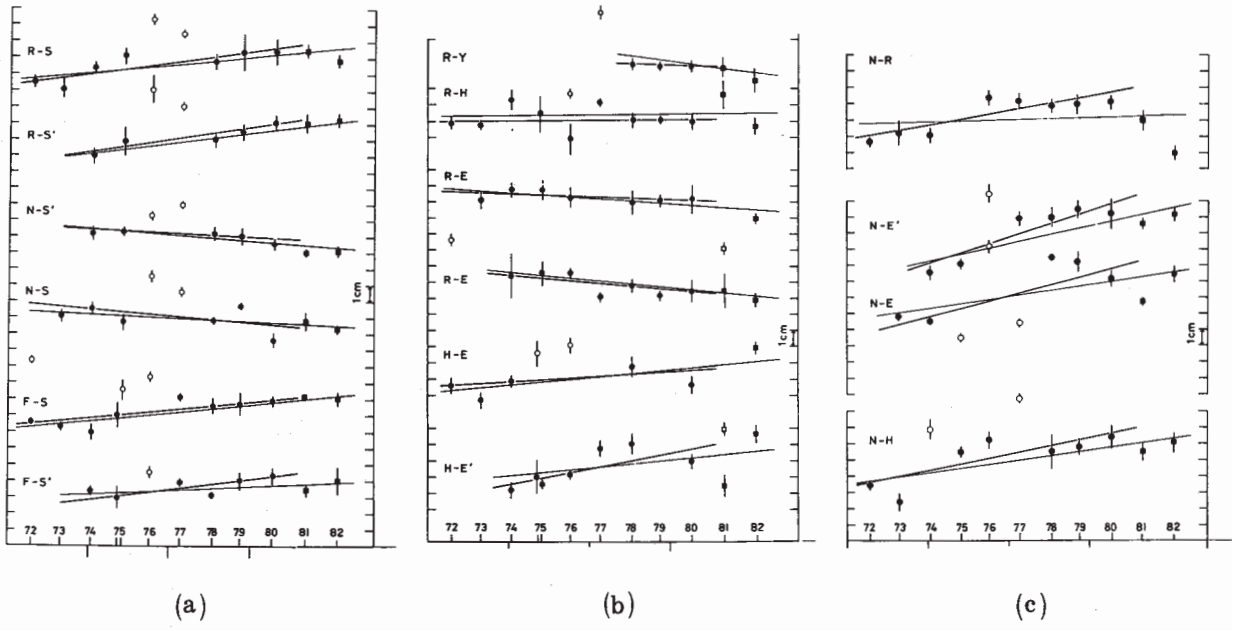 R-S
R-S'
N-S'
N-S
1cm
F-S
F-S'
72 73 74 75 76 77 78 79 80 81 82
(a)
R-Y
R-H
R-E
R-E
1cm
H-E
H-E'
72 73 74 75 76 77 78 79 80 81 82
(b)
N-R
N-E'
N-E
1cm
N-H
72 73 74 75 76 77 78 79 80 81 82
(c)